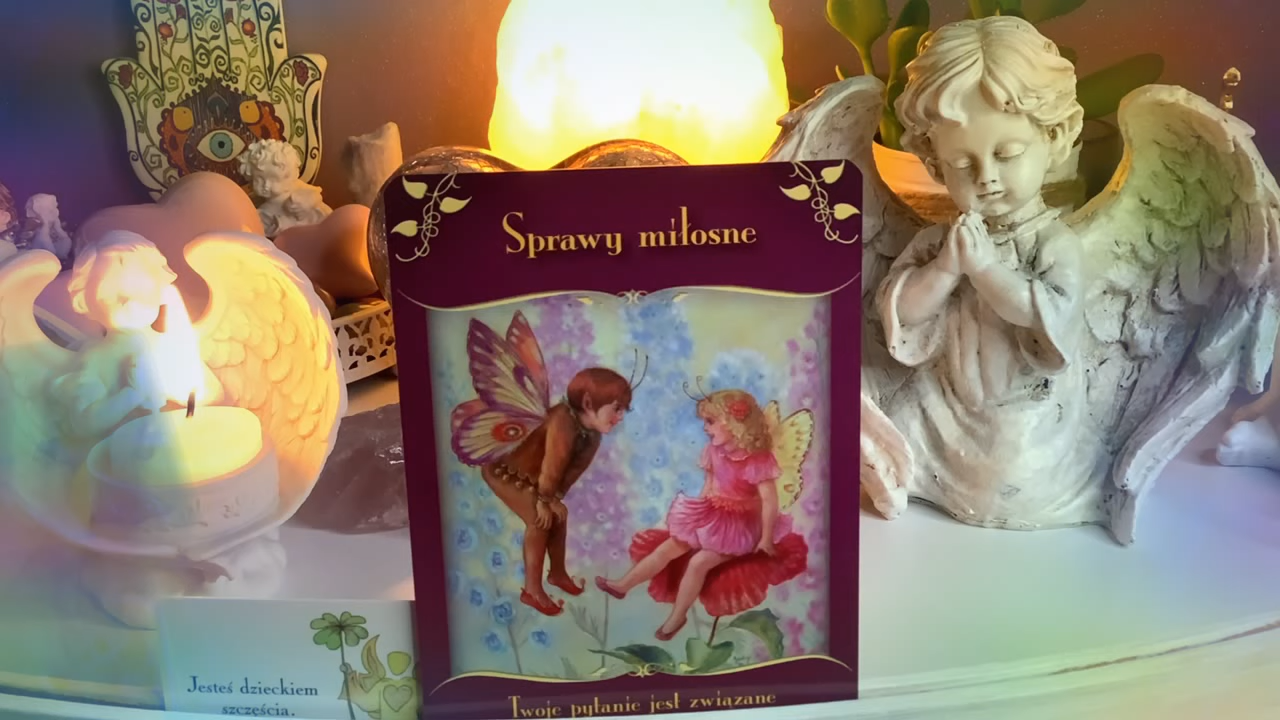 Sprawy miłosne
Jesteś dzieckiem
szczęścia.
Twoje pytanie jest związane